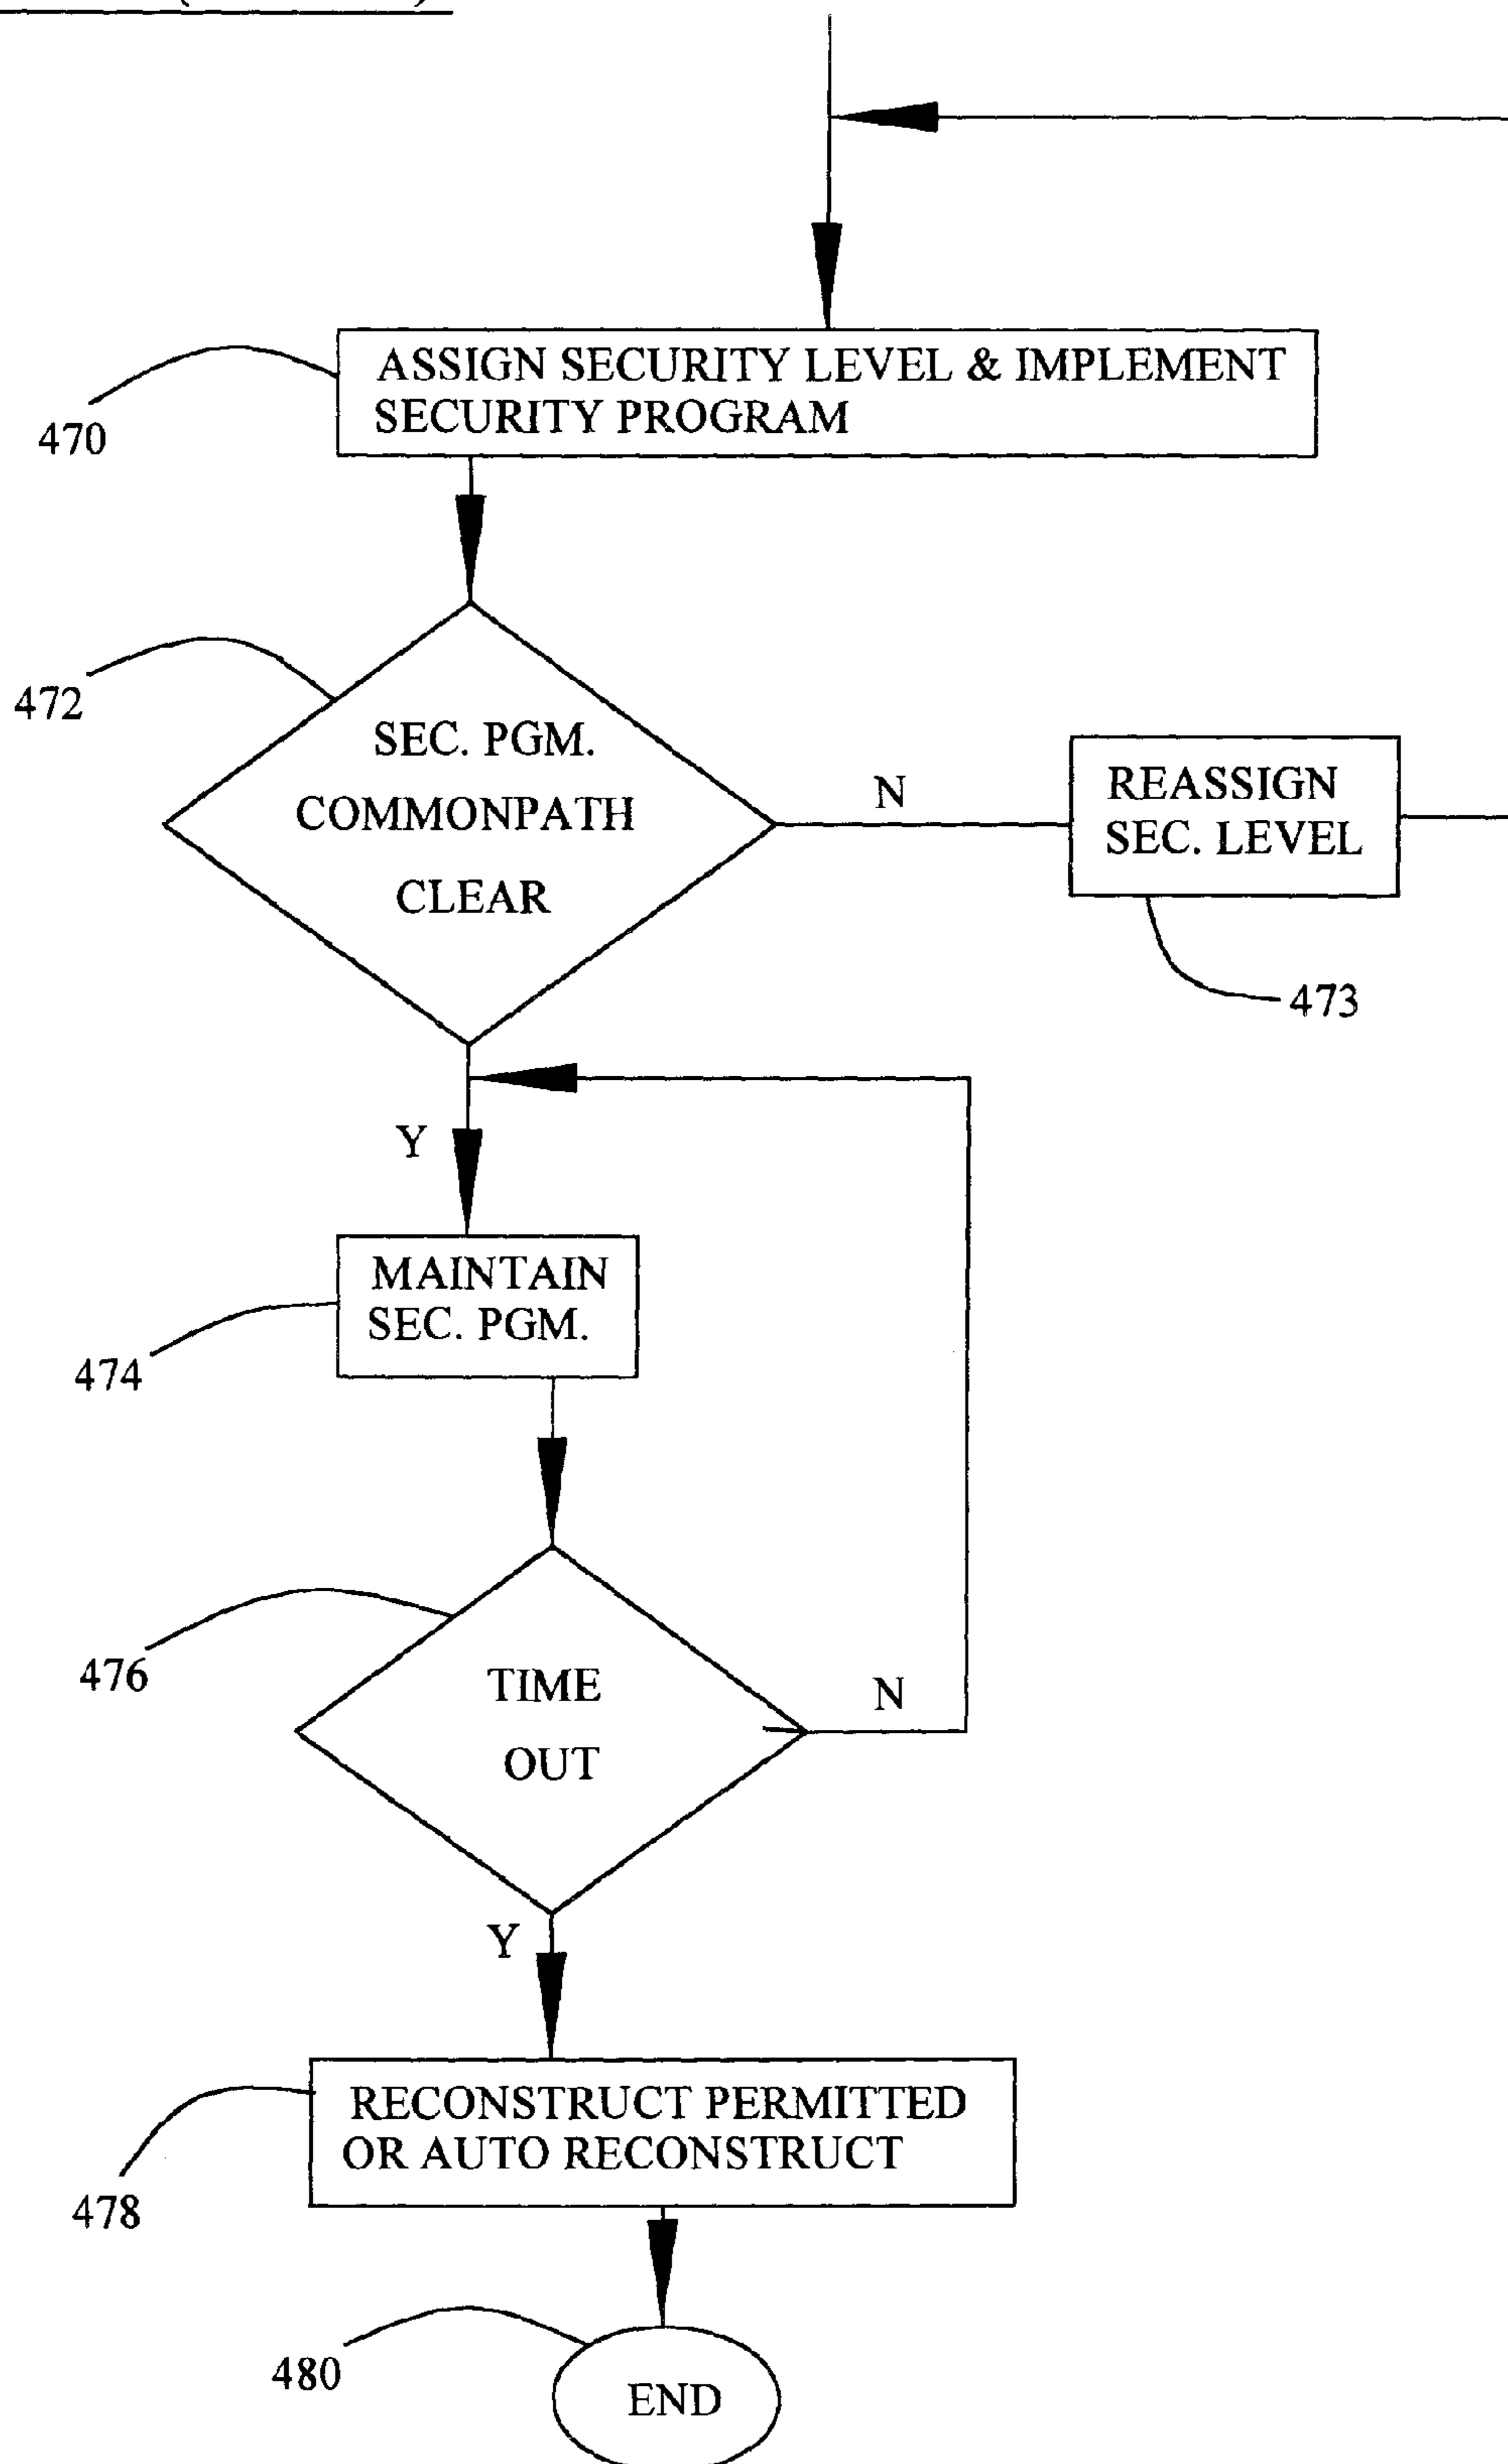 ASSIGN SECURITY LEVEL & IMPLEMENT
SECURITY PROGRAM
470
472
SEC. PGM.
COMMONPATH
CLEAR
N
REASSIGN
SEC. LEVEL
473
Y
MAINTAIN
SEC. PGM.
474
476
TIME
OUT
N
Y
RECONSTRUCT PERMITTED
OR AUTO RECONSTRUCT
478
480
END